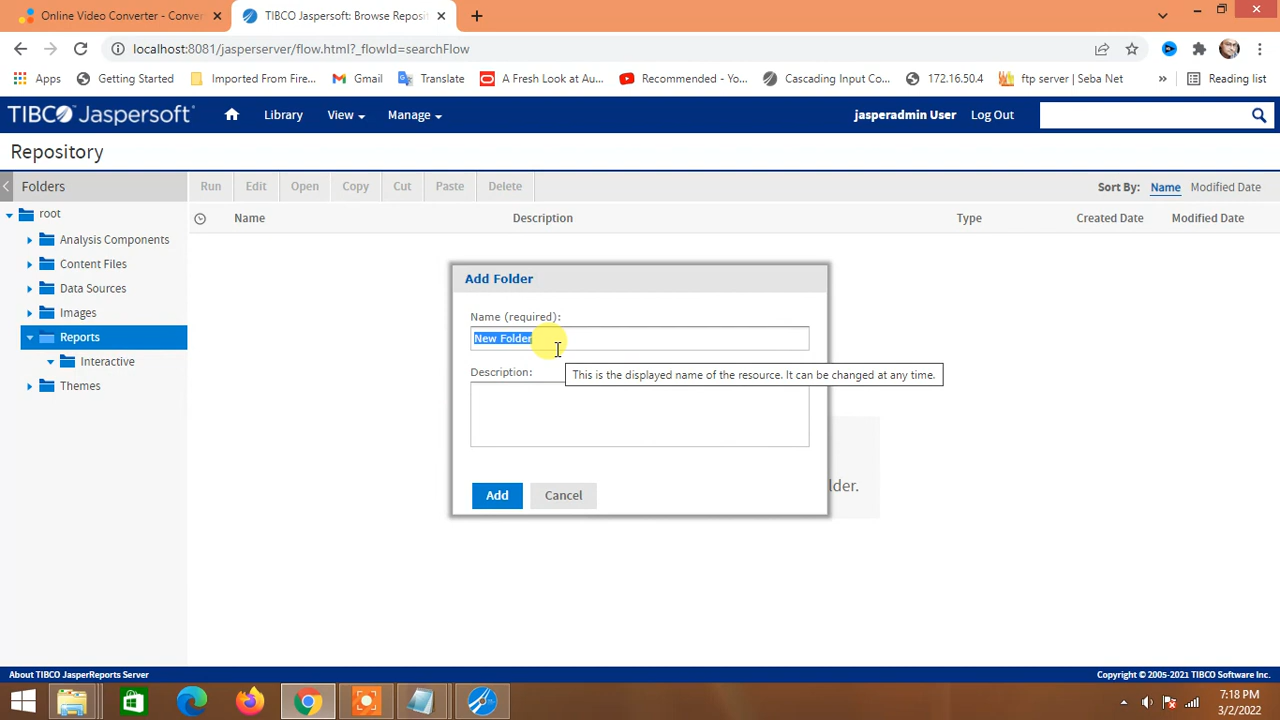 Online Video Converter - Conver
TIBCO Jaspersoft: Browse Reposit
localhost:8081/jasperserver/flow.html?_flowId=searchFlow
Apps
Getting Started
Imported From Fire...
Gmail
Translate
A Fresh Look at Au...
Recommended - Yo...
Cascading Input Co...
172.16.50.4
ftp server | Seba Net
»
Reading list
TIBCO Jaspersoft®
Library
View
Manage
jasperadmin User
Log Out
Repository
Folders
Run
Edit
Open
Copy
Cut
Paste
Delete
Sort By:
Name
Modified Date
Name
Description
Type
Created Date
Modified Date
root
Analysis Components
Content Files
Data Sources
Images
Reports
Interactive
Themes
Add Folder
Name (required):
New Folder
This is the displayed name of the resource. It can be changed at any time.
Description:
Add
Cancel
lder.
About TIBCO JasperReports Server
Copyright © 2005-2021 TIBCO Software Inc.
7:18 PM
3/2/2022